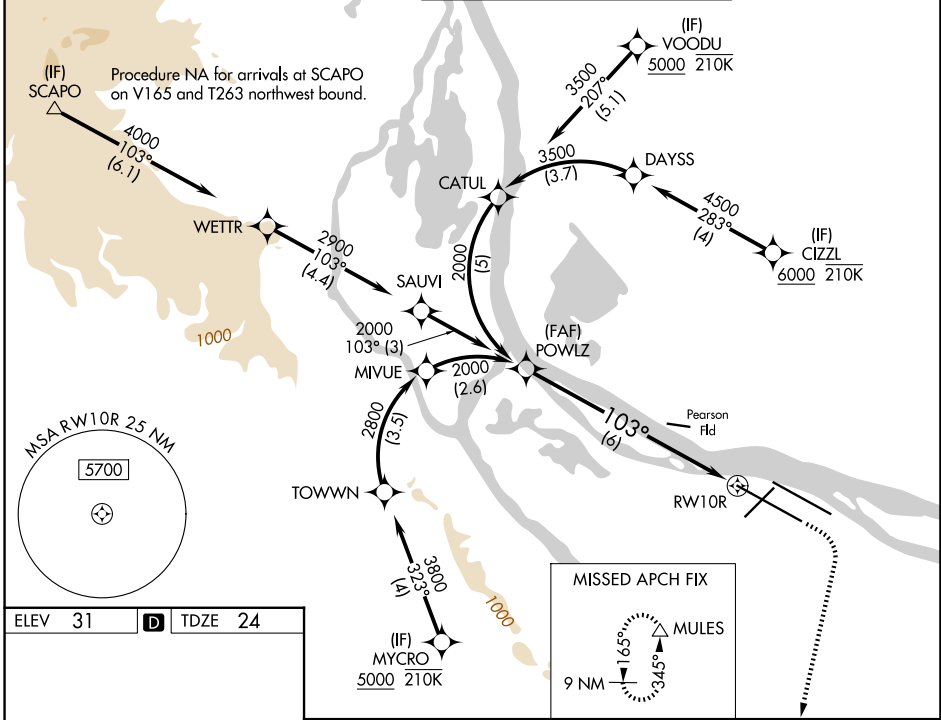 (IF)
SCAPO
Procedure NA for arrivals at SCAPO
on V165 and T263 northwest bound.
4000
103°
(6.1)
WETTR
2900
103°
(4.4)
SAUVI
2000
103° (3)
(IF)
VOODU
5000 210K
3500
207°
(5.1)
DAYSS
3500
(3.7)
CATUL
4500
283°
(4)
(IF)
CIZZL
6000 210K
2000
(5)
(FAF)
POWLZ
MIVUE
2000
(2.6)
2800
(3.5)
TOWWN
3800
323°
(4)
(IF)
MYCRO
5000 210K
103°
(6)
Pearson
Fld
RW10R
1000
1000
MSA RW10R 25 NM
5700
MISSED APCH FIX
MULES
165°
345°
9 NM
ELEV 31 D TDZE 24